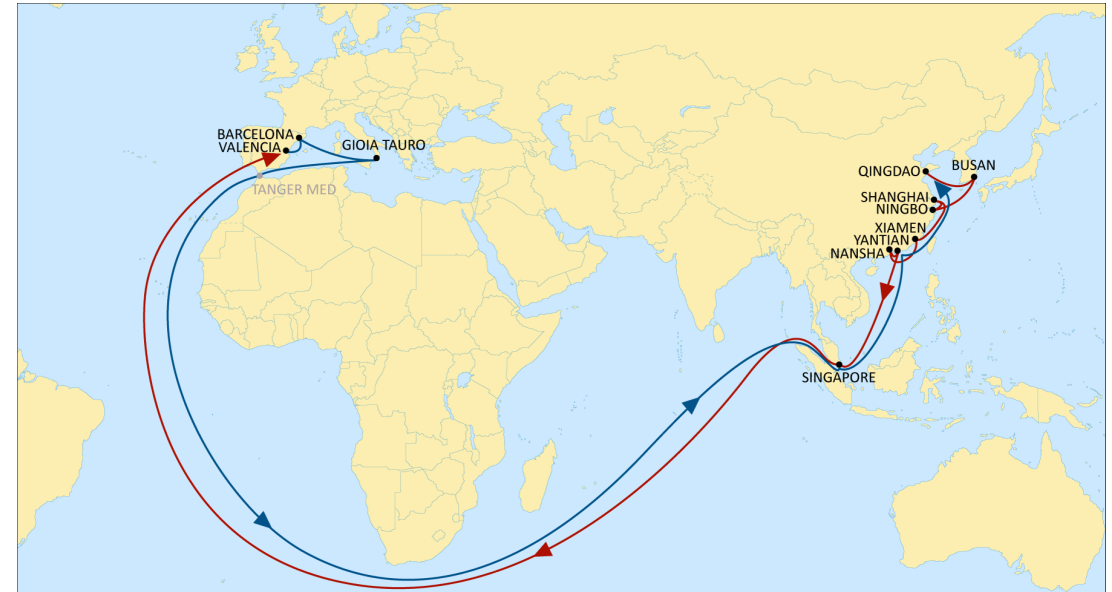 BARCELONA
VALENCIA
GIOIA TAURO
TANGER MED
QINGDAO
BUSAN
SHANGHAI
NINGBO
XIAMEN
YANTIAN
NANSHA
SINGAPORE